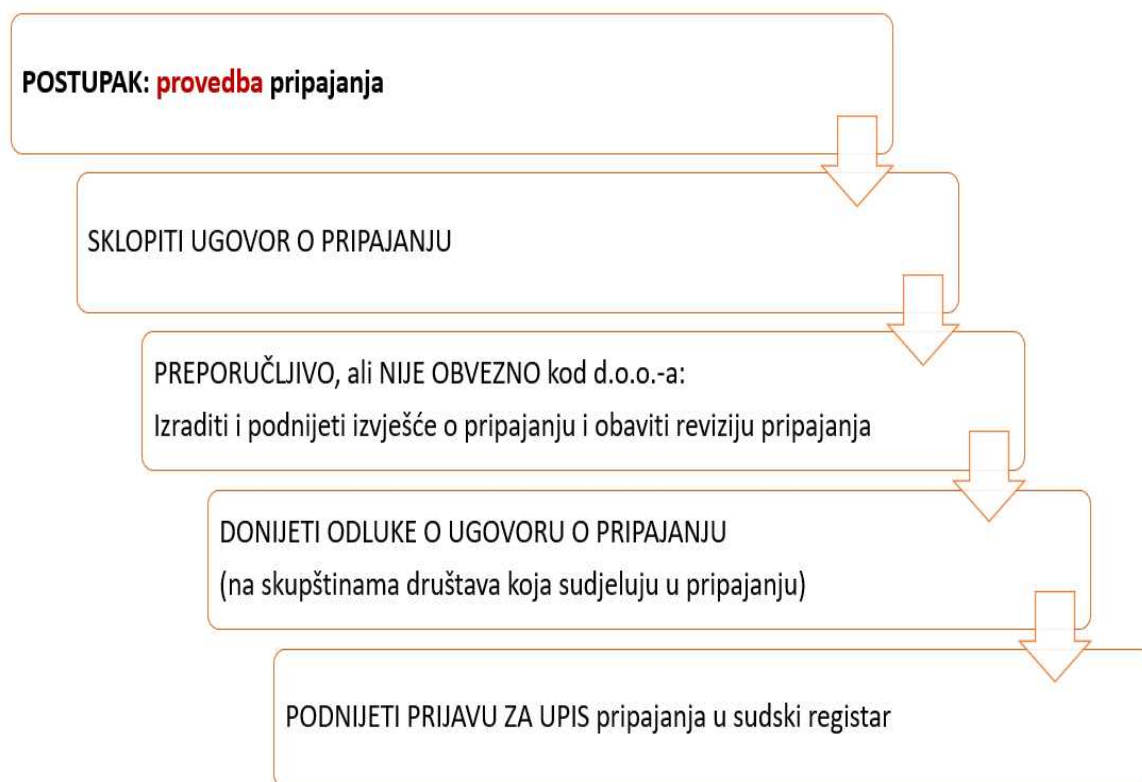 POSTUPAK: provedba pripajanja
SKLOPITI UGOVOR O PRIPAJANJU
PREPORUČLJIVO, ali NIJE OBVEZNO kod d.o.o.-a:
Izraditi i podnijeti izvješće o pripajanju i obaviti reviziju pripajanja
DONIJETI ODLUKE O UGOVORU O PRIPAJANJU
(na skupštinama društava koja sudjeluju u pripajanju)
PODNIJETI PRIJAVU ZA UPIS pripajanja u sudski registar